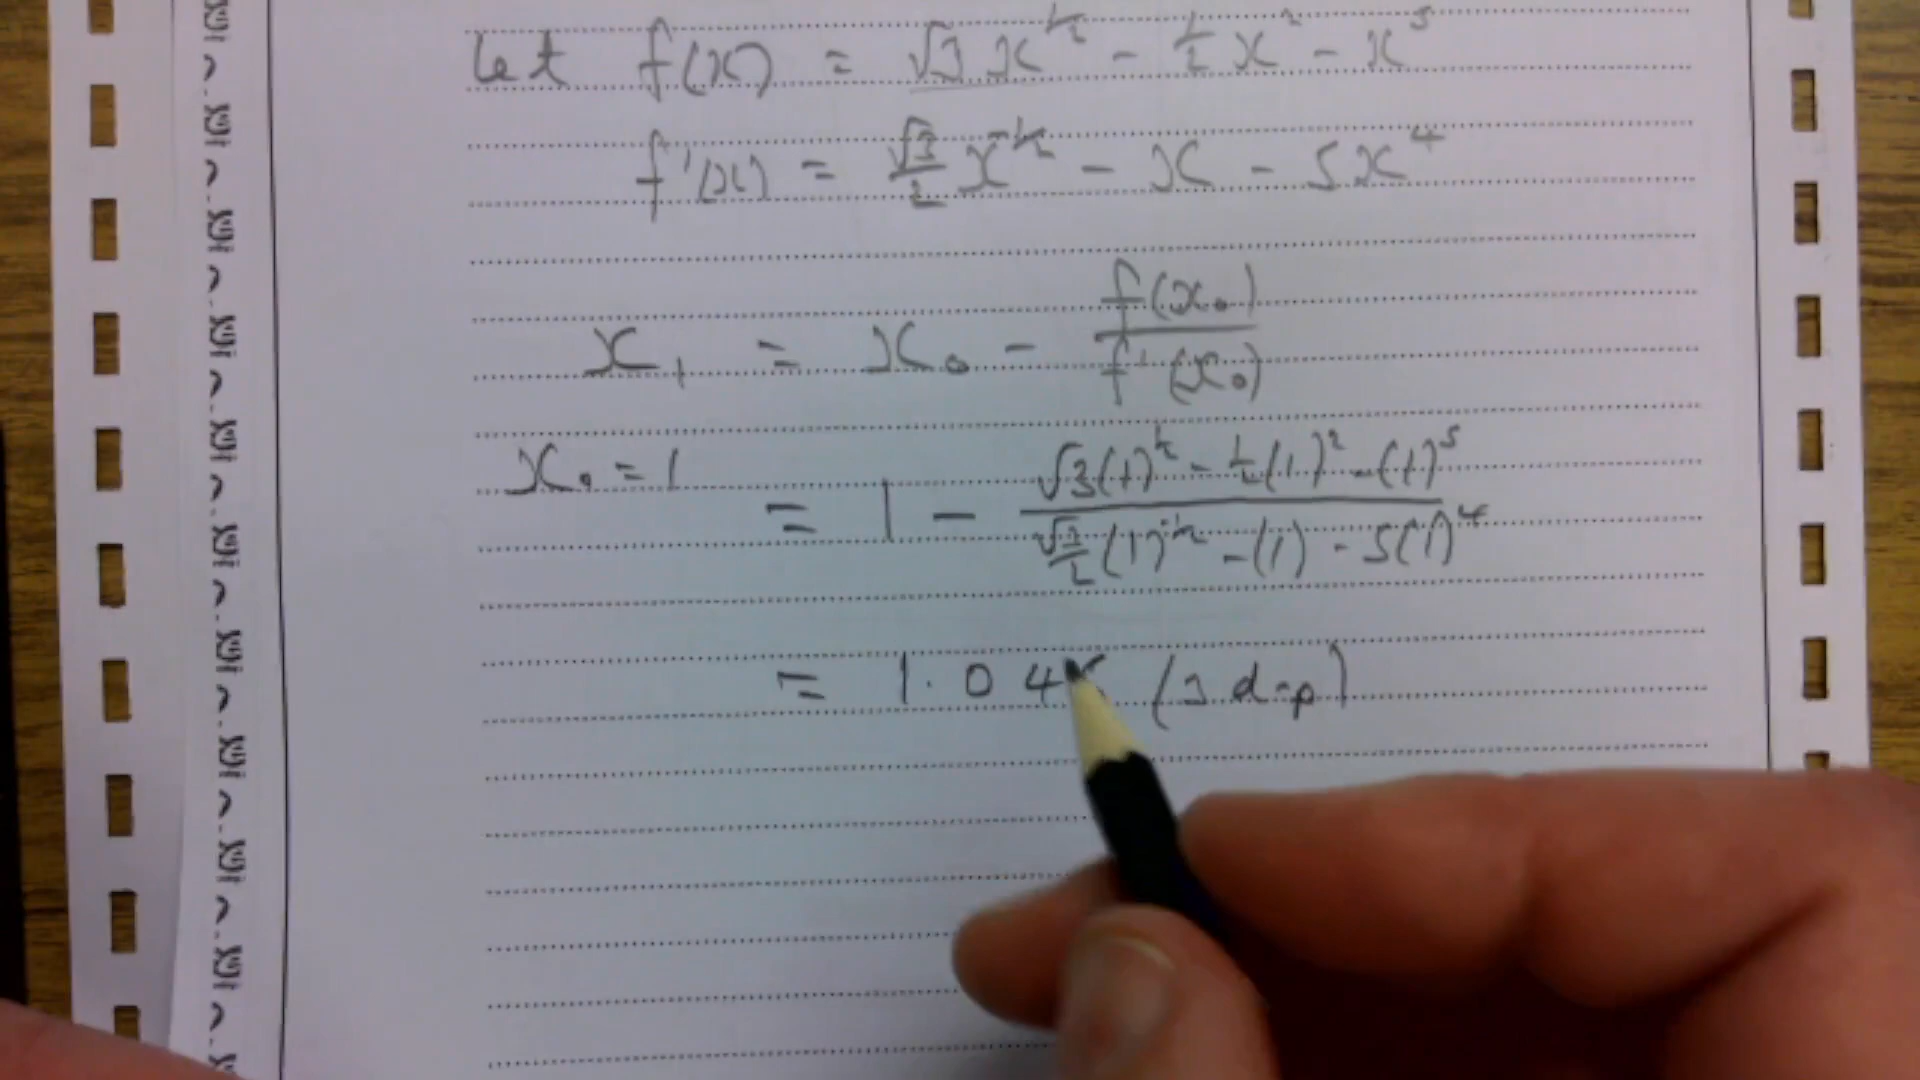 let f(x) = √3 x^½ - ½ x² - x⁵
f'(x) = √3/2 x^-½ - x - 5x⁴
x₁ = x₀ - f(x₀)/f'(x₀)
x₀ = 1
= 1 - (√3(1)^½ - ½(1)² - (1)⁵)/(√3/2 (1)^-½ - (1) - 5(1)⁴)
= 1.045 (3 d.p)